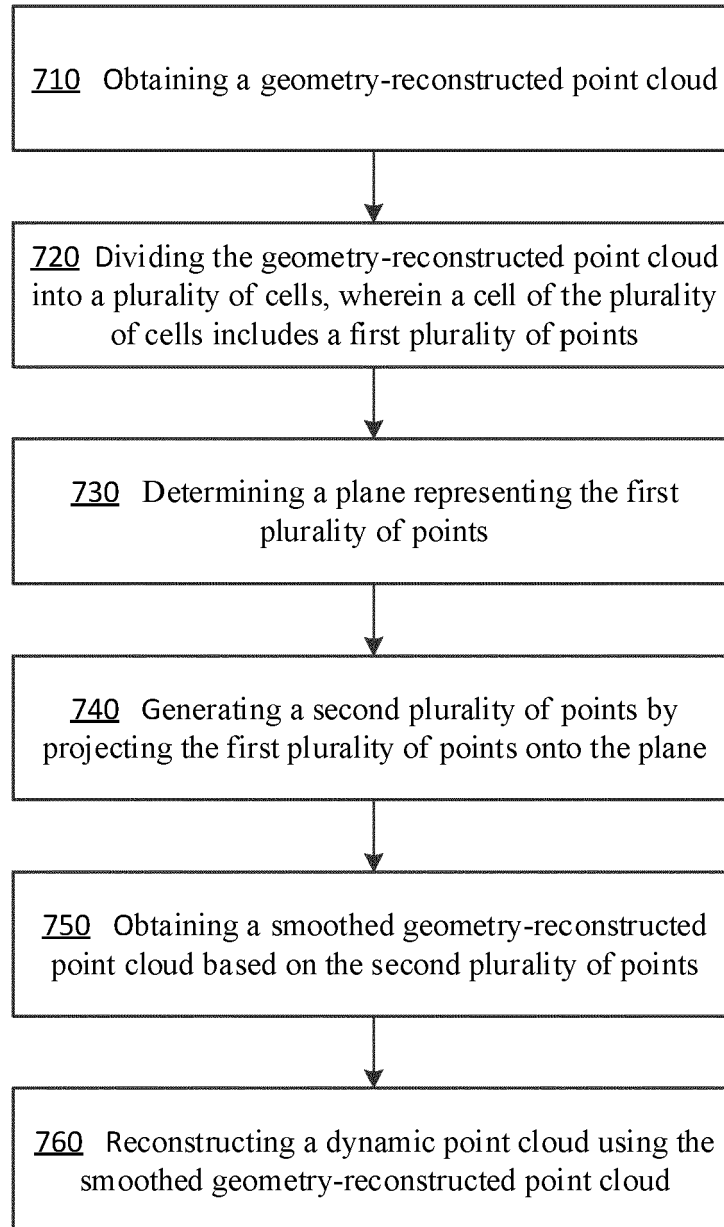 710 Obtaining a geometry-reconstructed point cloud
720 Dividing the geometry-reconstructed point cloud
into a plurality of cells, wherein a cell of the plurality
of cells includes a first plurality of points
730 Determining a plane representing the first
plurality of points
740 Generating a second plurality of points by
projecting the first plurality of points onto the plane
750 Obtaining a smoothed geometry-reconstructed
point cloud based on the second plurality of points
760 Reconstructing a dynamic point cloud using the
smoothed geometry-reconstructed point cloud